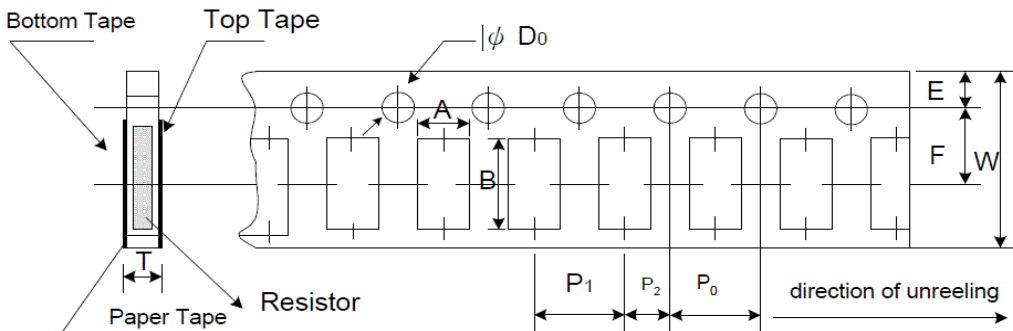 Bottom Tape
Top Tape
|ψ D0
E
A
F
W
B
T
P1
P2
P0
direction of unreeling
Resistor
Paper Tape